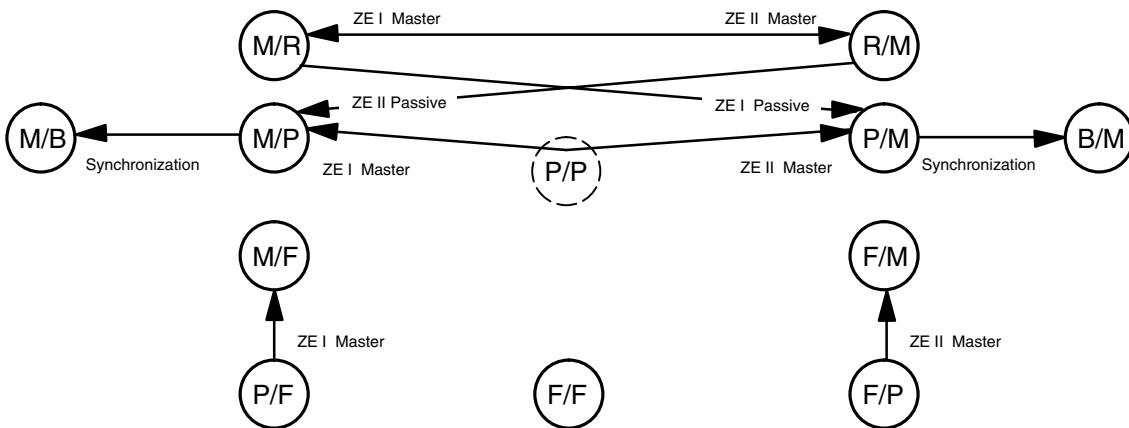 ZE I Master
ZE II Master
M/R
R/M
ZE II Passive
ZE I Passive
M/B
M/P
P/M
B/M
Synchronization
ZE I Master
P/P
ZE II Master
Synchronization
M/F
F/M
ZE I Master
ZE II Master
P/F
F/F
F/P